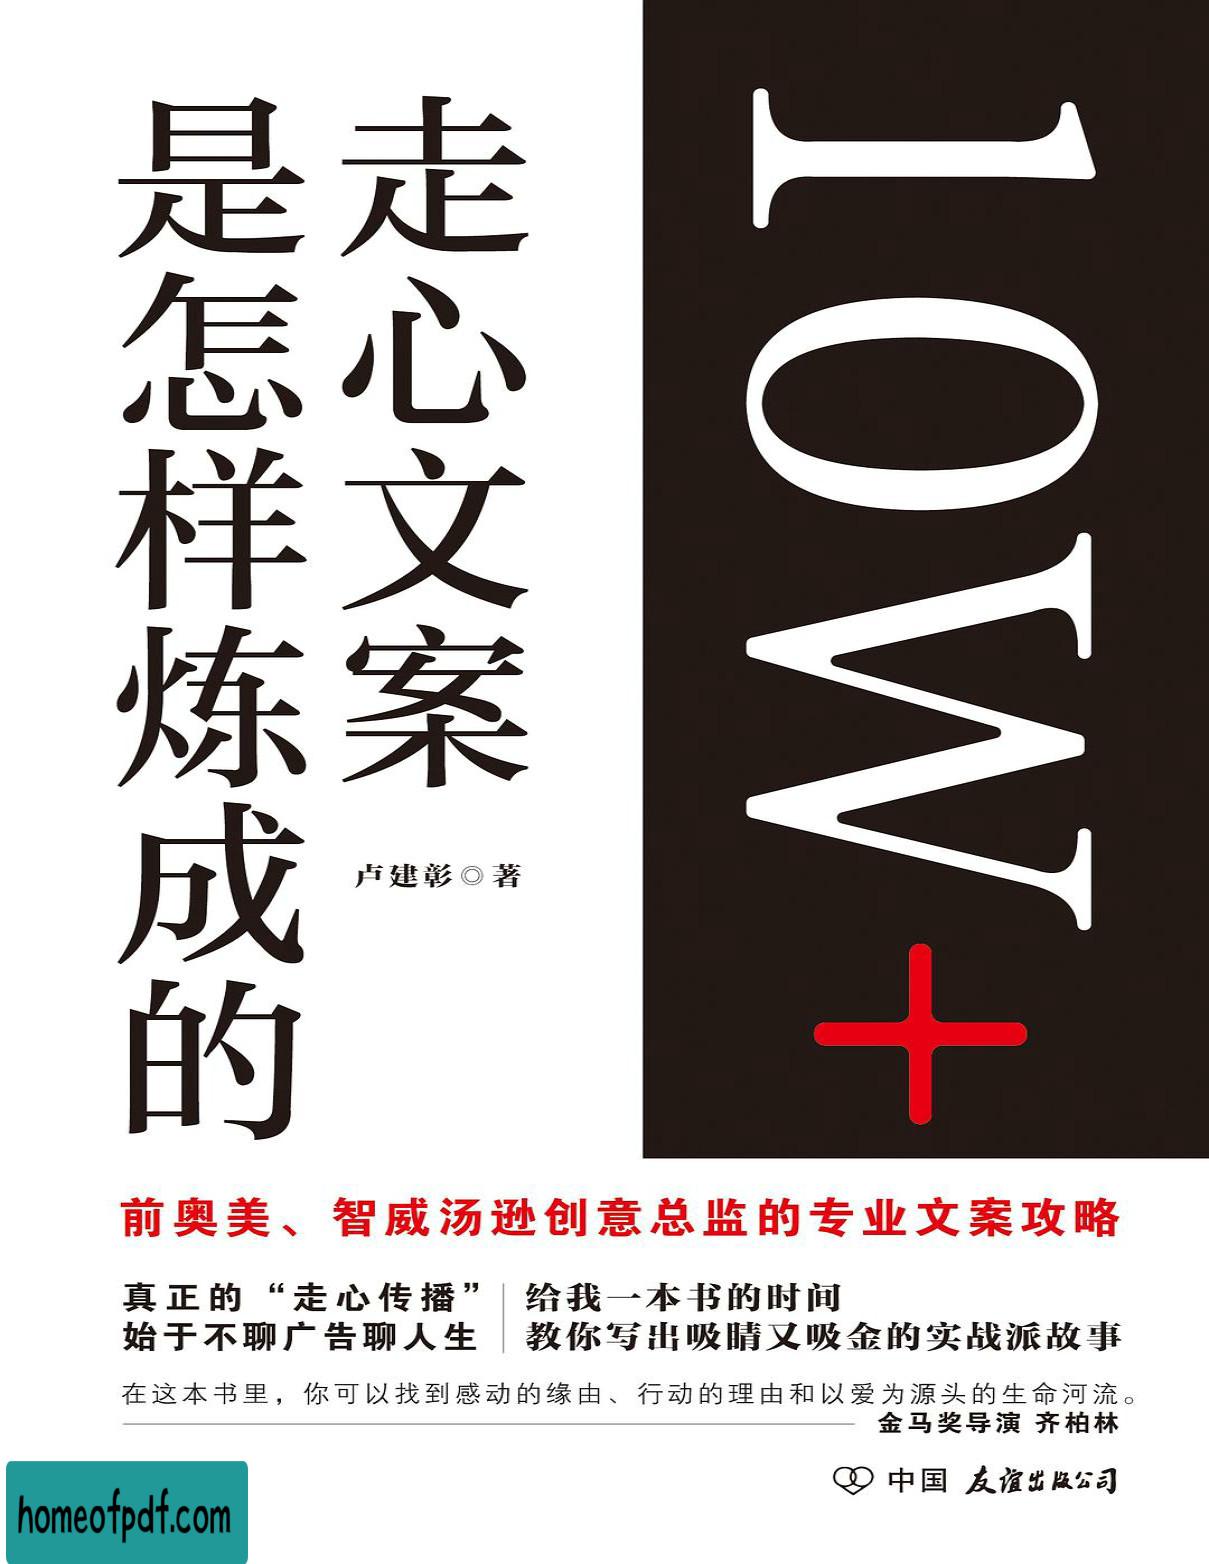 10W+
走心文案
是怎样炼成的
卢建彰◎著
前奥美、智威汤逊创意总监的专业文案攻略
真正的“走心传播”
始于不聊广告聊人生
给我一本书的时间
教你写出吸睛又吸金的实战派故事
在这本书里，你可以找到感动的缘由、行动的理由和以爱为源头的生命河流。
金马奖导演 齐柏林
中国 友谊出版公司
homeofpdf.com